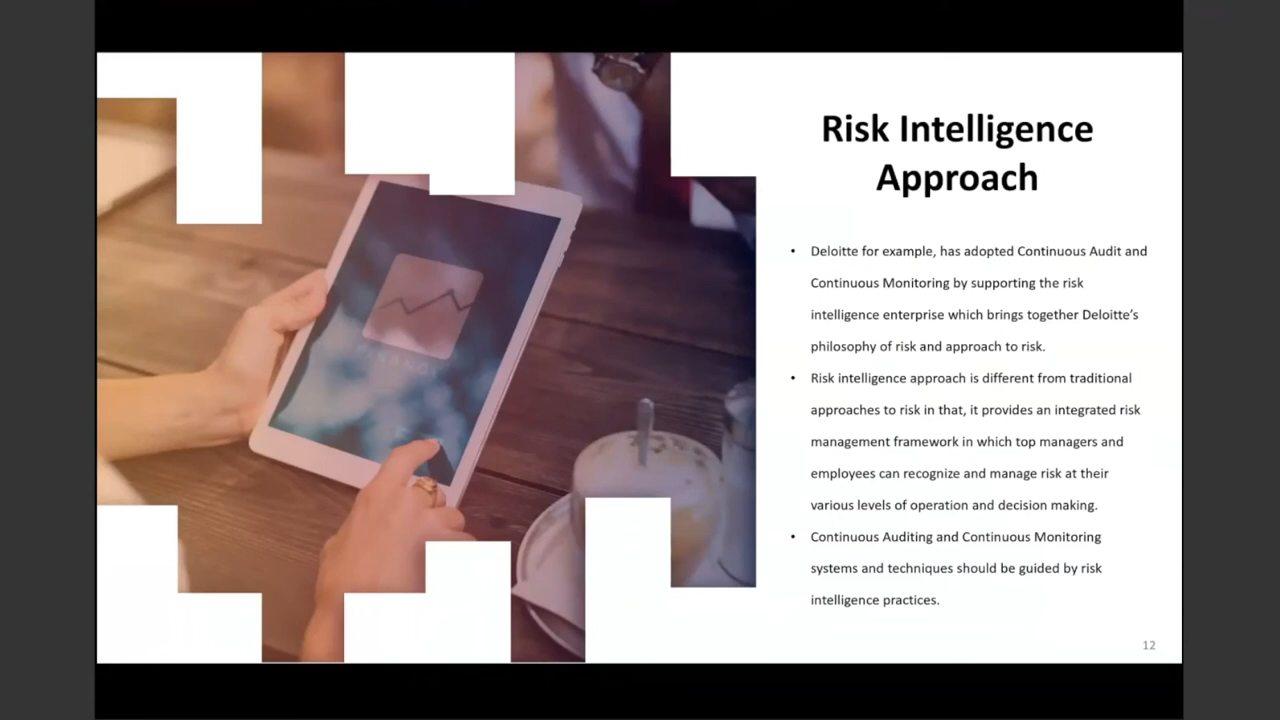 Risk Intelligence
Approach
• Deloitte for example, has adopted Continuous Audit and
Continuous Monitoring by supporting the risk
intelligence enterprise which brings together Deloitte’s
philosophy of risk and approach to risk.
• Risk intelligence approach is different from traditional
approaches to risk in that, it provides an integrated risk
management framework in which top managers and
employees can recognize and manage risk at their
various levels of operation and decision making.
• Continuous Auditing and Continuous Monitoring
systems and techniques should be guided by risk
intelligence practices.
12